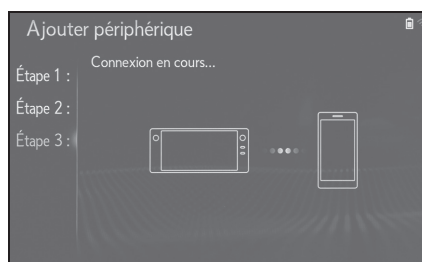 Ajouter périphérique
Connexion en cours...
Étape 1 :
Étape 2 :
Étape 3 :